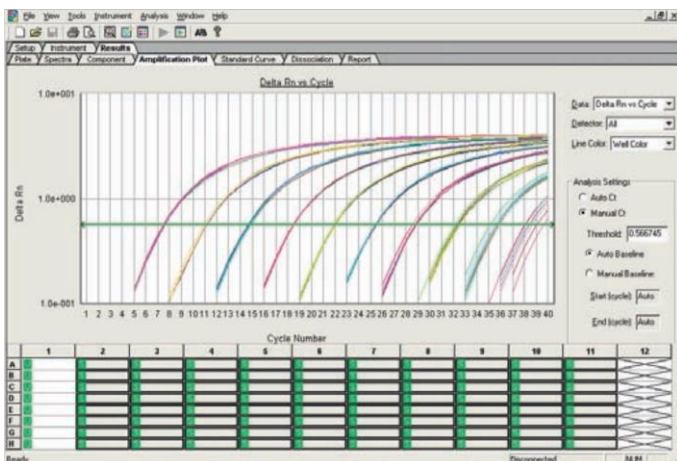 File View Tools Instrument Analysis Window Help
Setup Instrument Results
Plate Spectra Component Amplification Plot Standard Curve Dissociation Report
Delta Rn vs Cycle
Data: Delta Rn vs Cycle
Detector: All
Line Color: Well Color
Analysis Settings
Auto Ct
Manual Ct
Threshold: 0.566745
Auto Baseline
Manual Baseline:
Start (cycle): Auto
End (cycle): Auto
Delta Rn
1.0e+001
1.0e+000
1.0e-001
1 2 3 4 5 6 7 8 9 10 11 12 13 14 15 16 17 18 19 20 21 22 23 24 25 26 27 28 29 30 31 32 33 34 35 36 37 38 39 40
Cycle Number
1 2 3 4 5 6 7 8 9 10 11 12
A
B
C
D
E
F
G
H
Ready Disconnected NUM